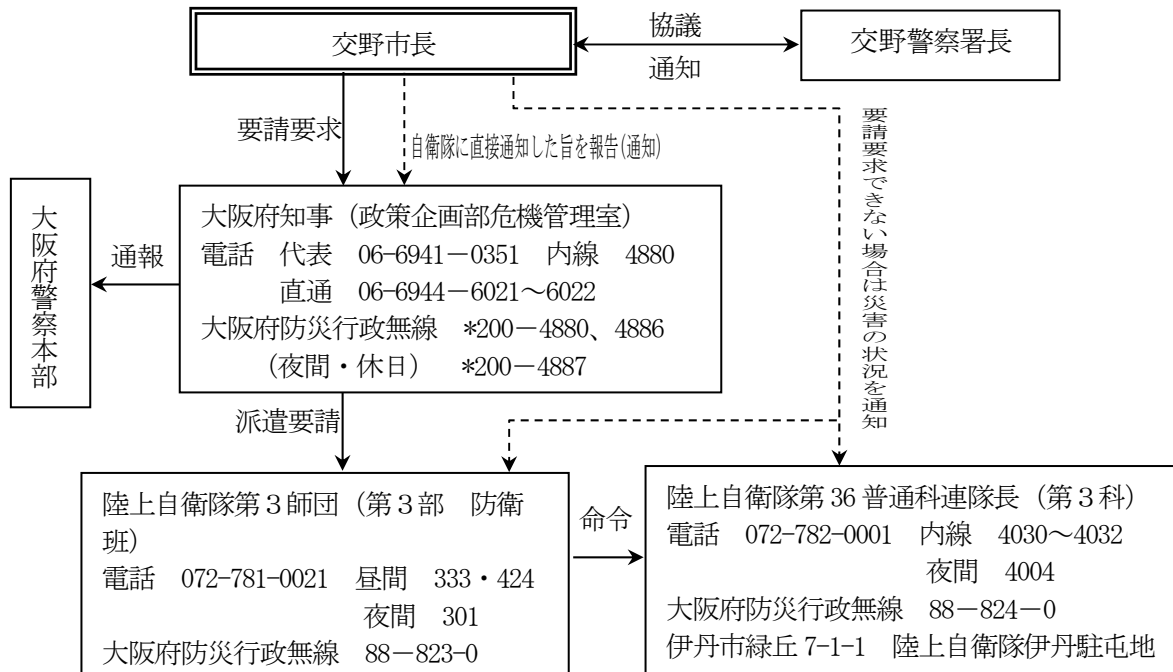 交野市長
協議
通知
交野警察署長
要請要求
自衛隊に直接通知した旨を報告(通知)
要請要求できない場合は災害の状況を通知
大阪府警察本部
通報
大阪府知事（政策企画部危機管理室）
電話　代表　06-6941－0351　内線　4880
直通　06-6944－6021～6022
大阪府防災行政無線　*200－4880、4886
（夜間・休日）　*200－4887
派遣要請
陸上自衛隊第３師団（第３部　防衛
班）
電話　072-781-0021　昼間　333・424
夜間　301
大阪府防災行政無線　88－823-0
命令
陸上自衛隊第 36 普通科連隊長（第３科）
電話　072-782-0001　内線　4030～4032
夜間　4004
大阪府防災行政無線　88－824－0
伊丹市緑丘 7-1-1　陸上自衛隊伊丹駐屯地